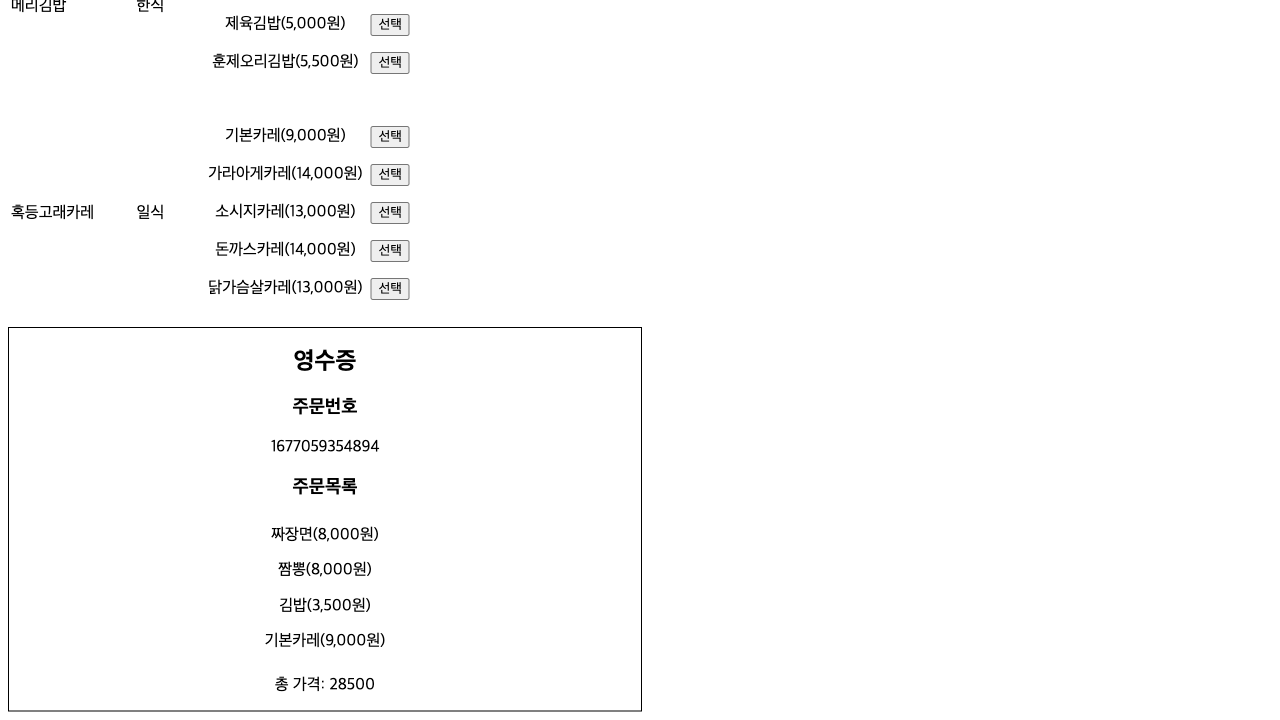 메리김밥 한식
제육김밥(5,000원) 선택
훈제오리김밥(5,500원) 선택
기본카레(9,000원) 선택
가라아게카레(14,000원) 선택
혹등고래카레 일식 소시지카레(13,000원) 선택
돈까스카레(14,000원) 선택
닭가슴살카레(13,000원) 선택
영수증
주문번호
1677059354894
주문목록
짜장면(8,000원)
짬뽕(8,000원)
김밥(3,500원)
기본카레(9,000원)
총 가격: 28500